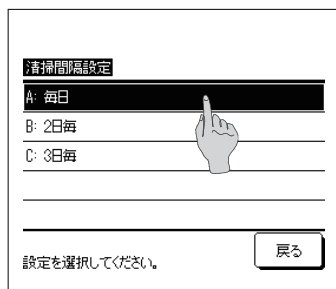 清掃間隔設定
A: 毎日
B: 2日毎
C: 3日毎
設定を選択してください。
戻る